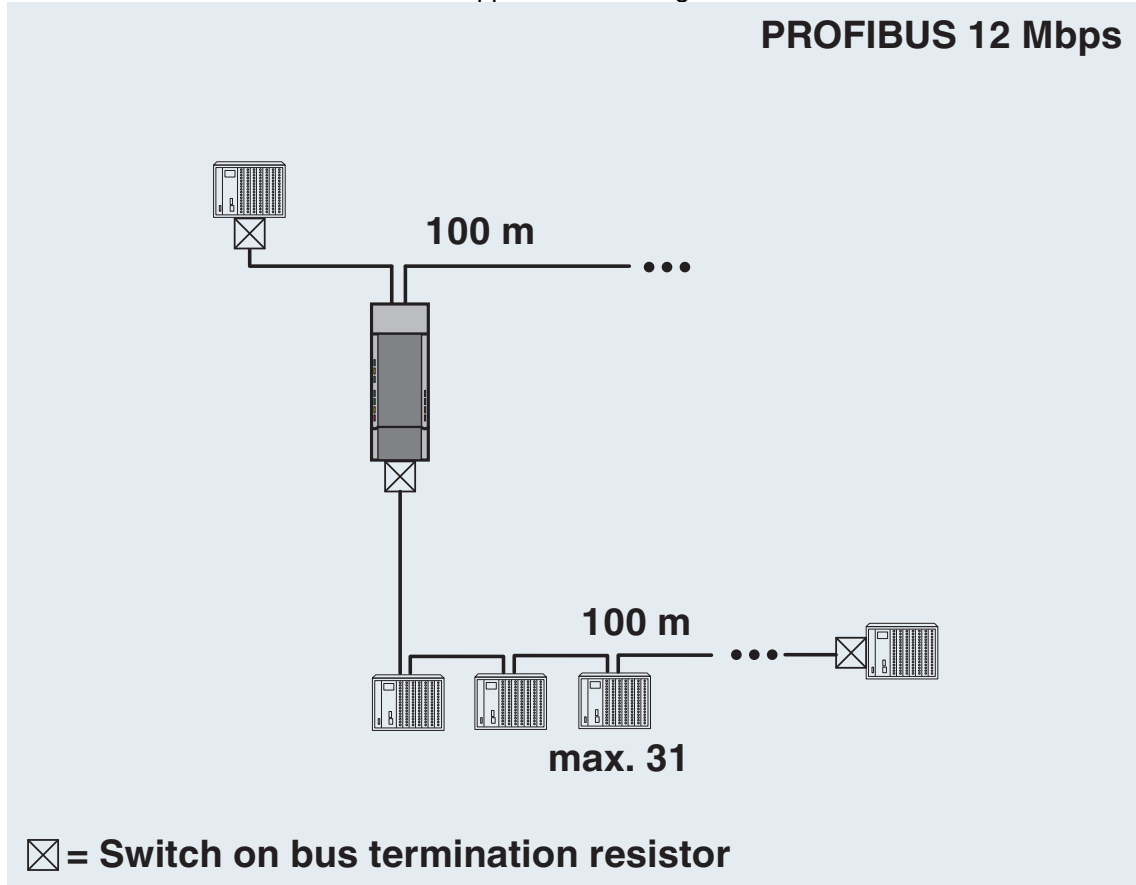 PROFIBUS 12 Mbps
100 m
100 m
max. 31
= Switch on bus termination resistor